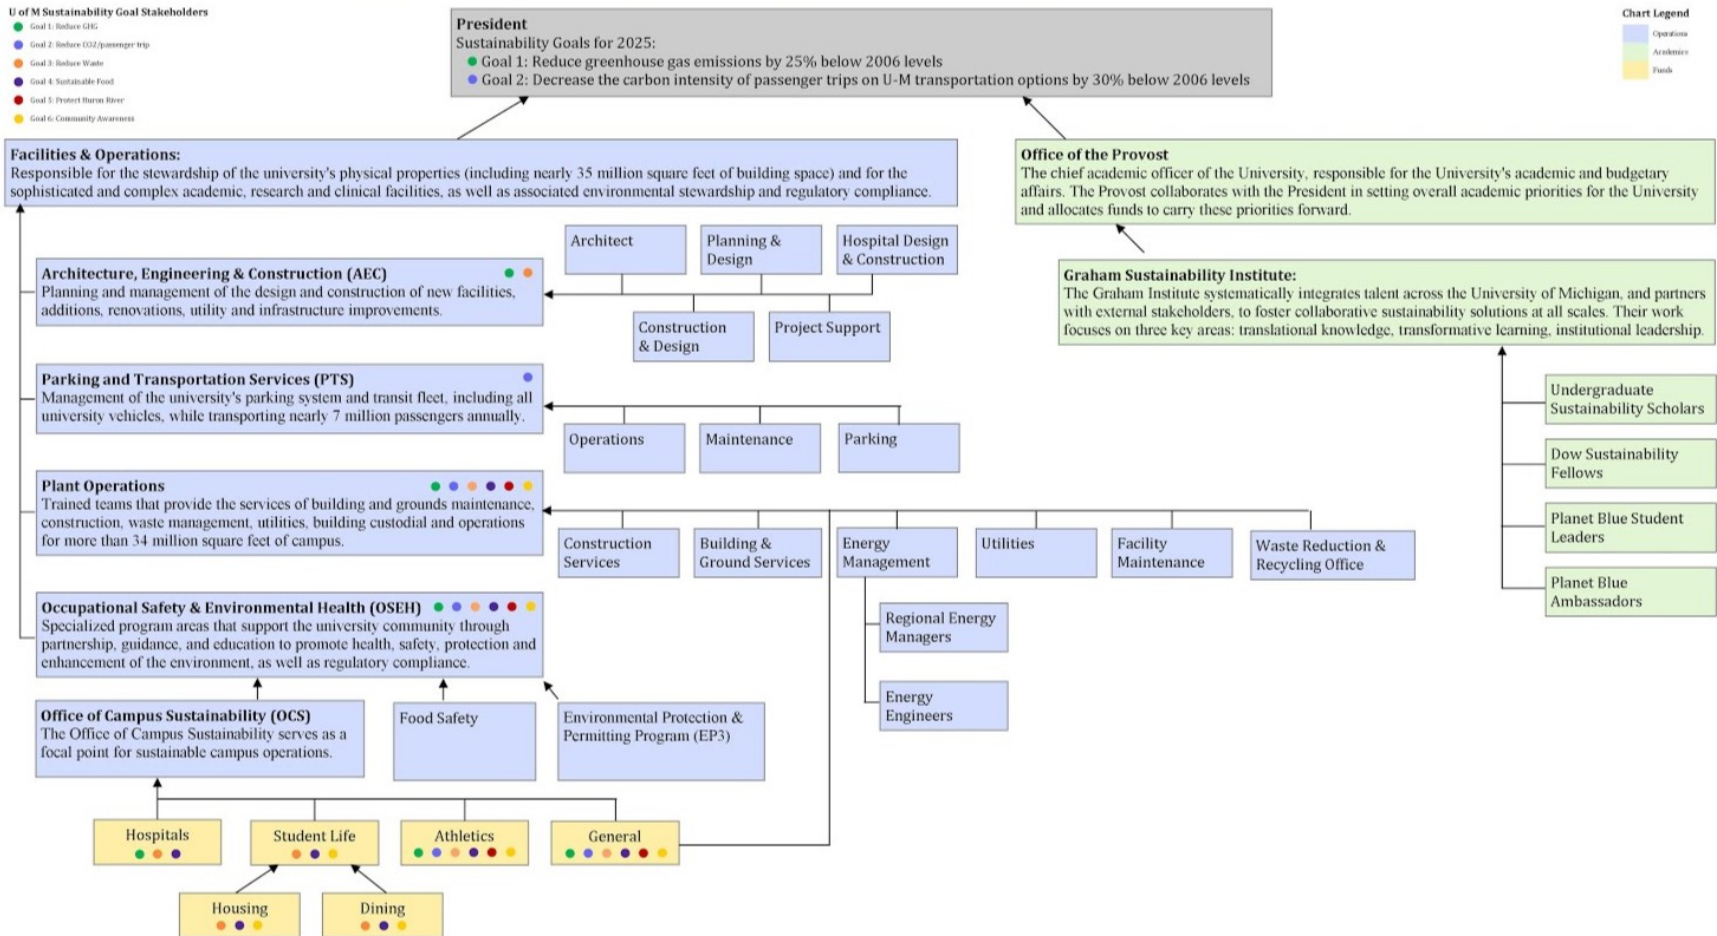 U of M Sustainability Goal Stakeholders
Goal 1: Reduce GHG
Goal 2: Reduce CO2/passenger trip
Goal 3: Reduce Waste
Goal 4: Sustainable Food
Goal 5: Protect Huron River
Goal 6: Community Awareness
President
Sustainability Goals for 2025:
Goal 1: Reduce greenhouse gas emissions by 25% below 2006 levels
Goal 2: Decrease the carbon intensity of passenger trips on U-M transportation options by 30% below 2006 levels
Chart Legend
Operations
Academics
Funds
Facilities & Operations:
Responsible for the stewardship of the university's physical properties (including nearly 35 million square feet of building space) and for the
sophisticated and complex academic, research and clinical facilities, as well as associated environmental stewardship and regulatory compliance.
Office of the Provost
The chief academic officer of the University, responsible for the University's academic and budgetary
affairs. The Provost collaborates with the President in setting overall academic priorities for the University
and allocates funds to carry these priorities forward.
Architecture, Engineering & Construction (AEC)
Planning and management of the design and construction of new facilities,
additions, renovations, utility and infrastructure improvements.
Architect
Planning &
Design
Hospital Design
& Construction
Construction
& Design
Project Support
Graham Sustainability Institute:
The Graham Institute systematically integrates talent across the University of Michigan, and partners
with external stakeholders, to foster collaborative sustainability solutions at all scales. Their work
focuses on three key areas: translational knowledge, transformative learning, institutional leadership.
Parking and Transportation Services (PTS)
Management of the university's parking system and transit fleet, including all
university vehicles, while transporting nearly 7 million passengers annually.
Operations
Maintenance
Parking
Undergraduate
Sustainability Scholars
Dow Sustainability
Fellows
Planet Blue Student
Leaders
Planet Blue
Ambassadors
Plant Operations
Trained teams that provide the services of building and grounds maintenance,
construction, waste management, utilities, building custodial and operations
for more than 34 million square feet of campus.
Construction
Services
Building &
Ground Services
Energy
Management
Utilities
Facility
Maintenance
Waste Reduction &
Recycling Office
Regional Energy
Managers
Energy
Engineers
Occupational Safety & Environmental Health (OSEH)
Specialized program areas that support the university community through
partnership, guidance, and education to promote health, safety, protection and
enhancement of the environment, as well as regulatory compliance.
Office of Campus Sustainability (OCS)
The Office of Campus Sustainability serves as a
focal point for sustainable campus operations.
Food Safety
Environmental Protection &
Permitting Program (EP3)
Hospitals
Student Life
Athletics
General
Housing
Dining